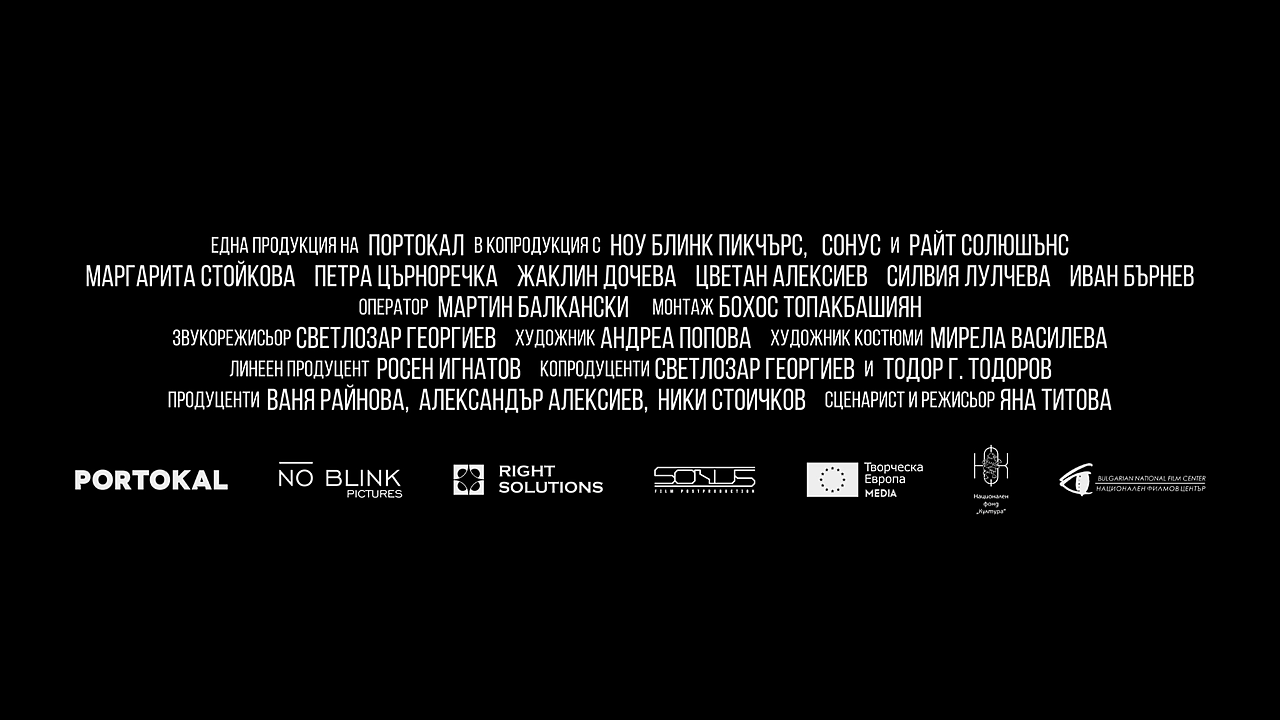 ЕДНА ПРОДУКЦИЯ НА ПОРТОКАЛ В КОПРОДУКЦИЯ С НОУ БЛИНК ПИКЧЪРС, СОНУС И РАЙТ СОЛЮШЪНС
МАРГАРИТА СТОЙКОВА ПЕТРА ЦЪРНОРЕЧКА ЖАКЛИН ДОЧЕВА ЦВЕТАН АЛЕКСИЕВ СИЛВИЯ ЛУЛЧЕВА ИВАН БЪРНЕВ
ОПЕРАТОР МАРТИН БАЛКАНСКИ МОНТАЖ БОХОС ТОПАКБАШИЯН
ЗВУКОРЕЖИСЬОР СВЕТЛОЗАР ГЕОРГИЕВ ХУДОЖНИК АНДРЕА ПОПОВА ХУДОЖНИК КОСТЮМИ МИРЕЛА ВАСИЛЕВА
ЛИНЕЕН ПРОДУЦЕНТ РОСЕН ИГНАТОВ КОПРОДУЦЕНТИ СВЕТЛОЗАР ГЕОРГИЕВ И ТОДОР Г. ТОДОРОВ
ПРОДУЦЕНТИ ВАНЯ РАЙНОВА, АЛЕКСАНДЪР АЛЕКСИЕВ, НИКИ СТОИЧКОВ СЦЕНАРИСТ И РЕЖИСЬОР ЯНА ТИТОВА
PORTOKAL
NO BLINK
PICTURES
RIGHT
SOLUTIONS
SONUS
FILM POSTPRODUCTION
Творческа
Европа
MEDIA
НФК
Национален
фонд
„Култура"
BULGARIAN NATIONAL FILM CENTER
НАЦИОНАЛЕН ФИЛМОВ ЦЕНТЪР